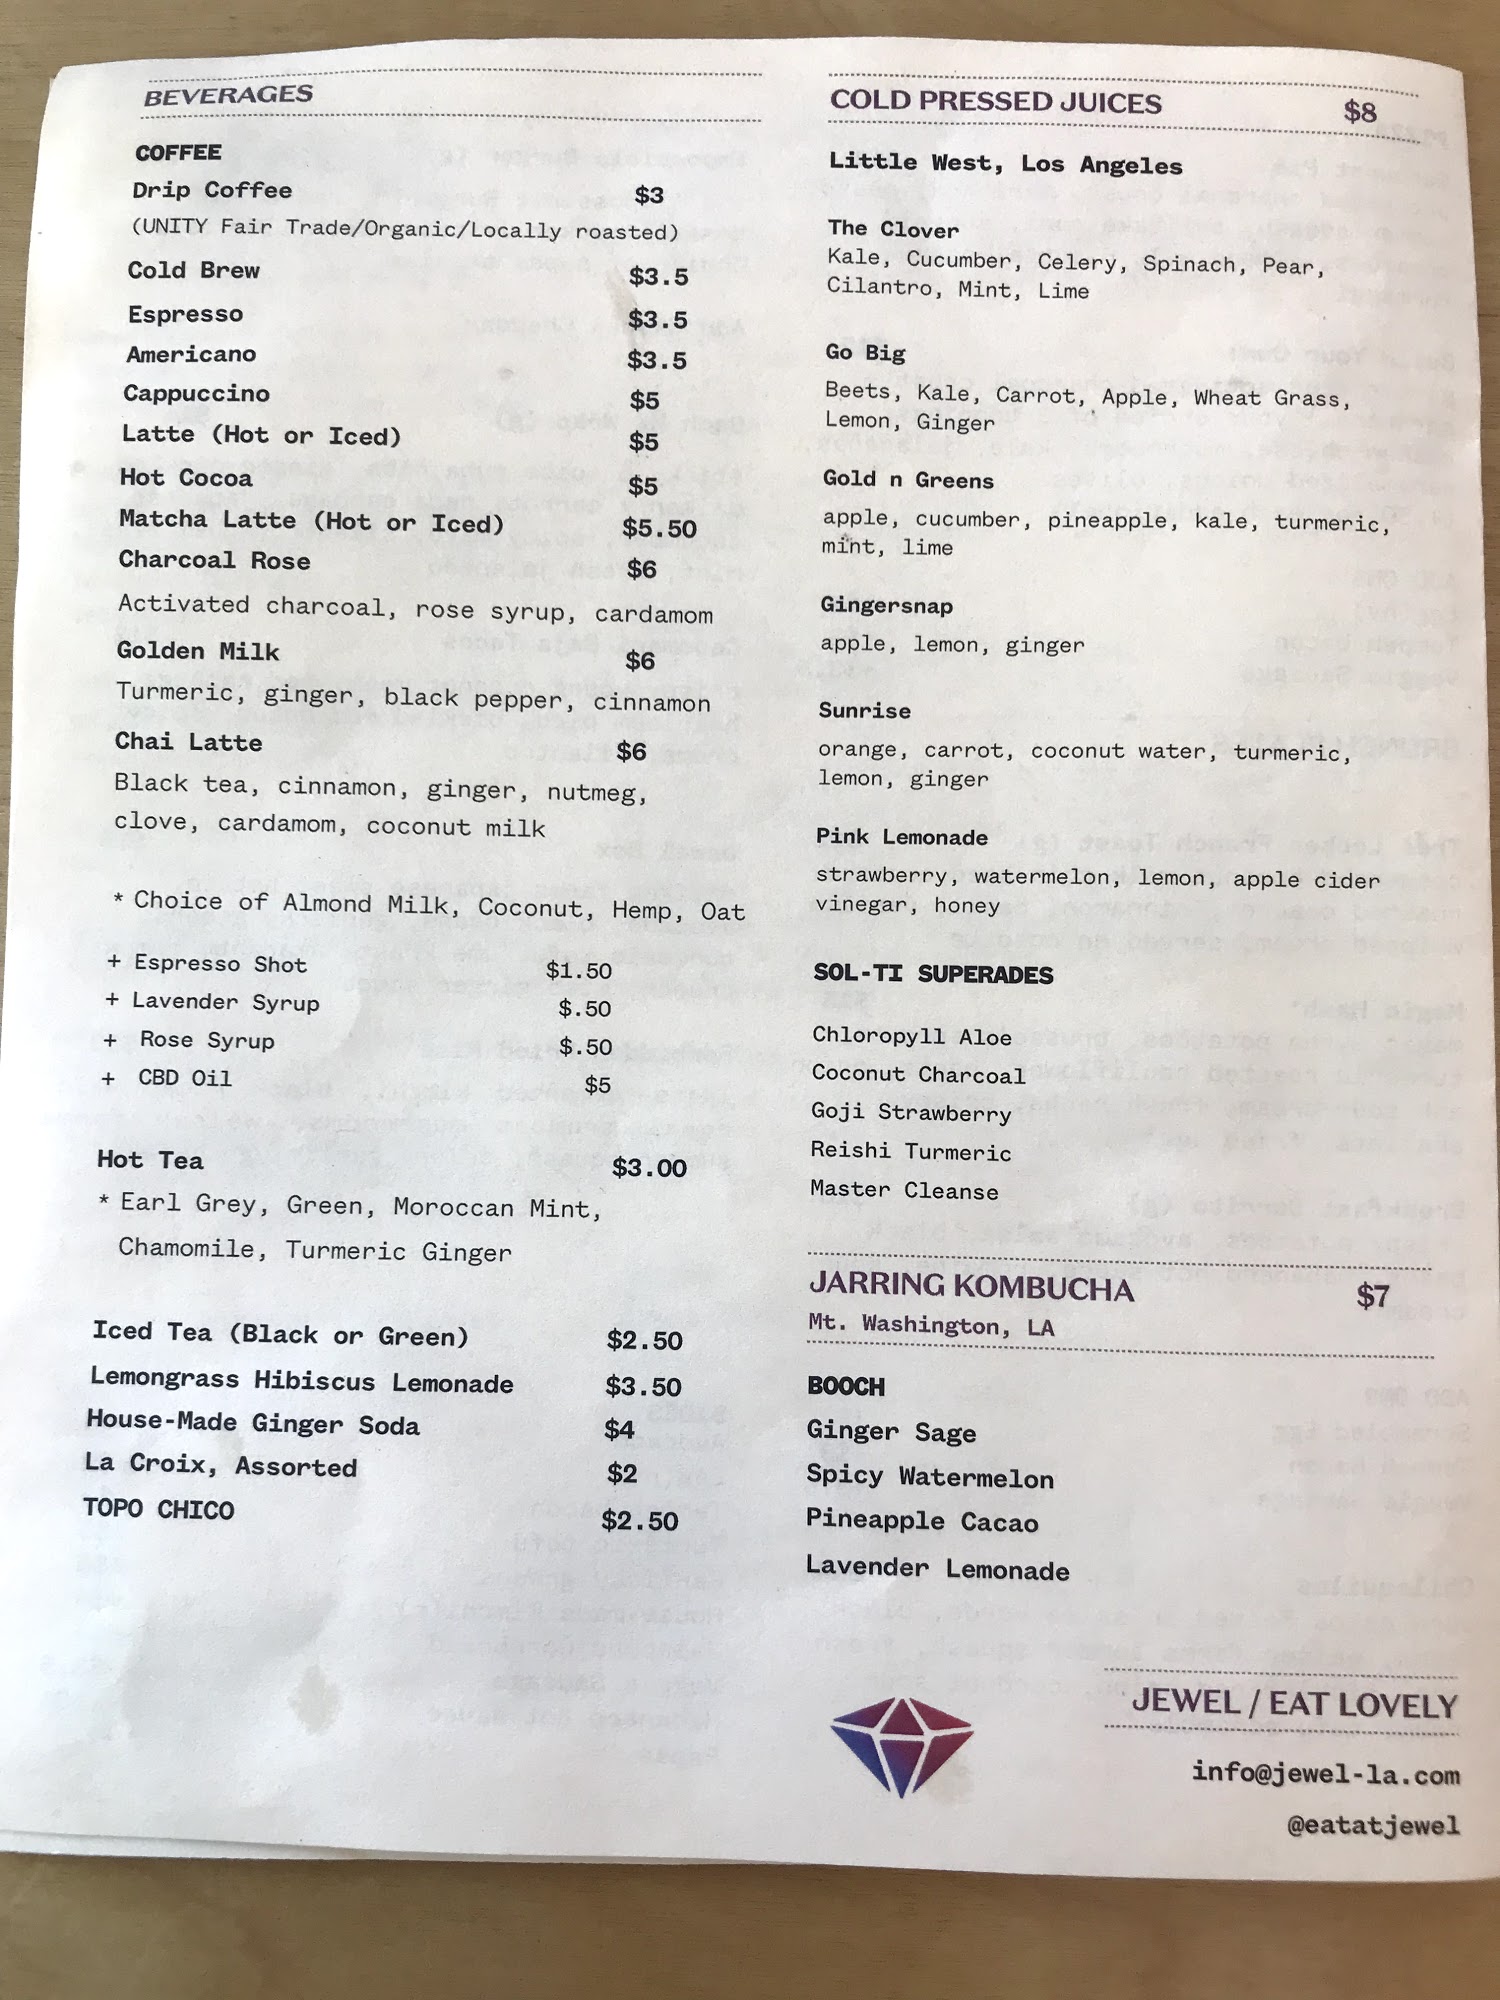 BEVERAGES
COFFEE
Drip Coffee $3
(UNITY Fair Trade/Organic/Locally roasted)
Cold Brew $3.5
Espresso $3.5
Americano $3.5
Cappuccino $5
Latte (Hot or Iced) $5
Hot Cocoa $5
Matcha Latte (Hot or Iced) $5.50
Charcoal Rose $6
Activated charcoal, rose syrup, cardamom
Golden Milk $6
Turmeric, ginger, black pepper, cinnamon
Chai Latte $6
Black tea, cinnamon, ginger, nutmeg,
clove, cardamom, coconut milk
* Choice of Almond Milk, Coconut, Hemp, Oat
+ Espresso Shot $1.50
+ Lavender Syrup $.50
+ Rose Syrup $.50
+ CBD Oil $5
Hot Tea $3.00
* Earl Grey, Green, Moroccan Mint,
Chamomile, Turmeric Ginger
Iced Tea (Black or Green) $2.50
Lemongrass Hibiscus Lemonade $3.50
House-Made Ginger Soda $4
La Croix, Assorted $2
TOPO CHICO $2.50
COLD PRESSED JUICES $8
Little West, Los Angeles
The Clover
Kale, Cucumber, Celery, Spinach, Pear,
Cilantro, Mint, Lime
Go Big
Beets, Kale, Carrot, Apple, Wheat Grass,
Lemon, Ginger
Gold n Greens
apple, cucumber, pineapple, kale, turmeric,
mint, lime
Gingersnap
apple, lemon, ginger
Sunrise
orange, carrot, coconut water, turmeric,
lemon, ginger
Pink Lemonade
strawberry, watermelon, lemon, apple cider
vinegar, honey
SOL-TI SUPERADES
Chloropyll Aloe
Coconut Charcoal
Goji Strawberry
Reishi Turmeric
Master Cleanse
JARRING KOMBUCHA $7
Mt. Washington, LA
BOOCH
Ginger Sage
Spicy Watermelon
Pineapple Cacao
Lavender Lemonade
JEWEL / EAT LOVELY
info@jewel-la.com
@eatatjewel